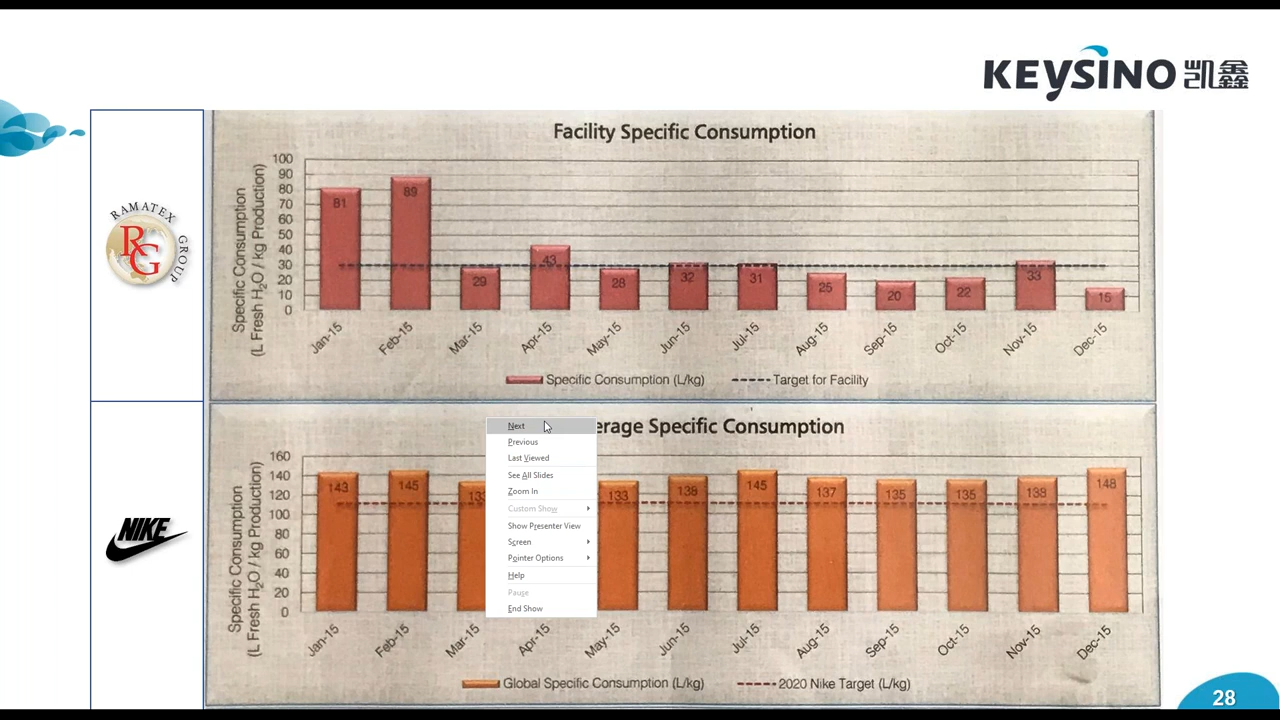 KEYSINO 凯鑫
RAMATEX GROUP
RG
Facility Specific Consumption
Specific Consumption
(L Fresh H₂O / kg Production)
100
90
80
70
60
50
40
30
20
10
0
81
89
29
43
28
32
31
25
20
22
33
15
Jan-15
Feb-15
Mar-15
Apr-15
May-15
Jun-15
Jul-15
Aug-15
Sep-15
Oct-15
Nov-15
Dec-15
Specific Consumption (L/kg)
Target for Facility
NIKE
erage Specific Consumption
Specific Consumption
(L Fresh H₂O / kg Production)
160
140
120
100
80
60
40
20
0
143
145
133
138
145
137
135
135
138
148
Jan-15
Feb-15
Mar-15
Apr-15
May-15
Jun-15
Jul-15
Aug-15
Sep-15
Oct-15
Nov-15
Dec-15
Global Specific Consumption (L/kg)
2020 Nike Target (L/kg)
Next
Previous
Last Viewed
See All Slides
Zoom In
Custom Show
Show Presenter View
Screen
Pointer Options
Help
Pause
End Show
28